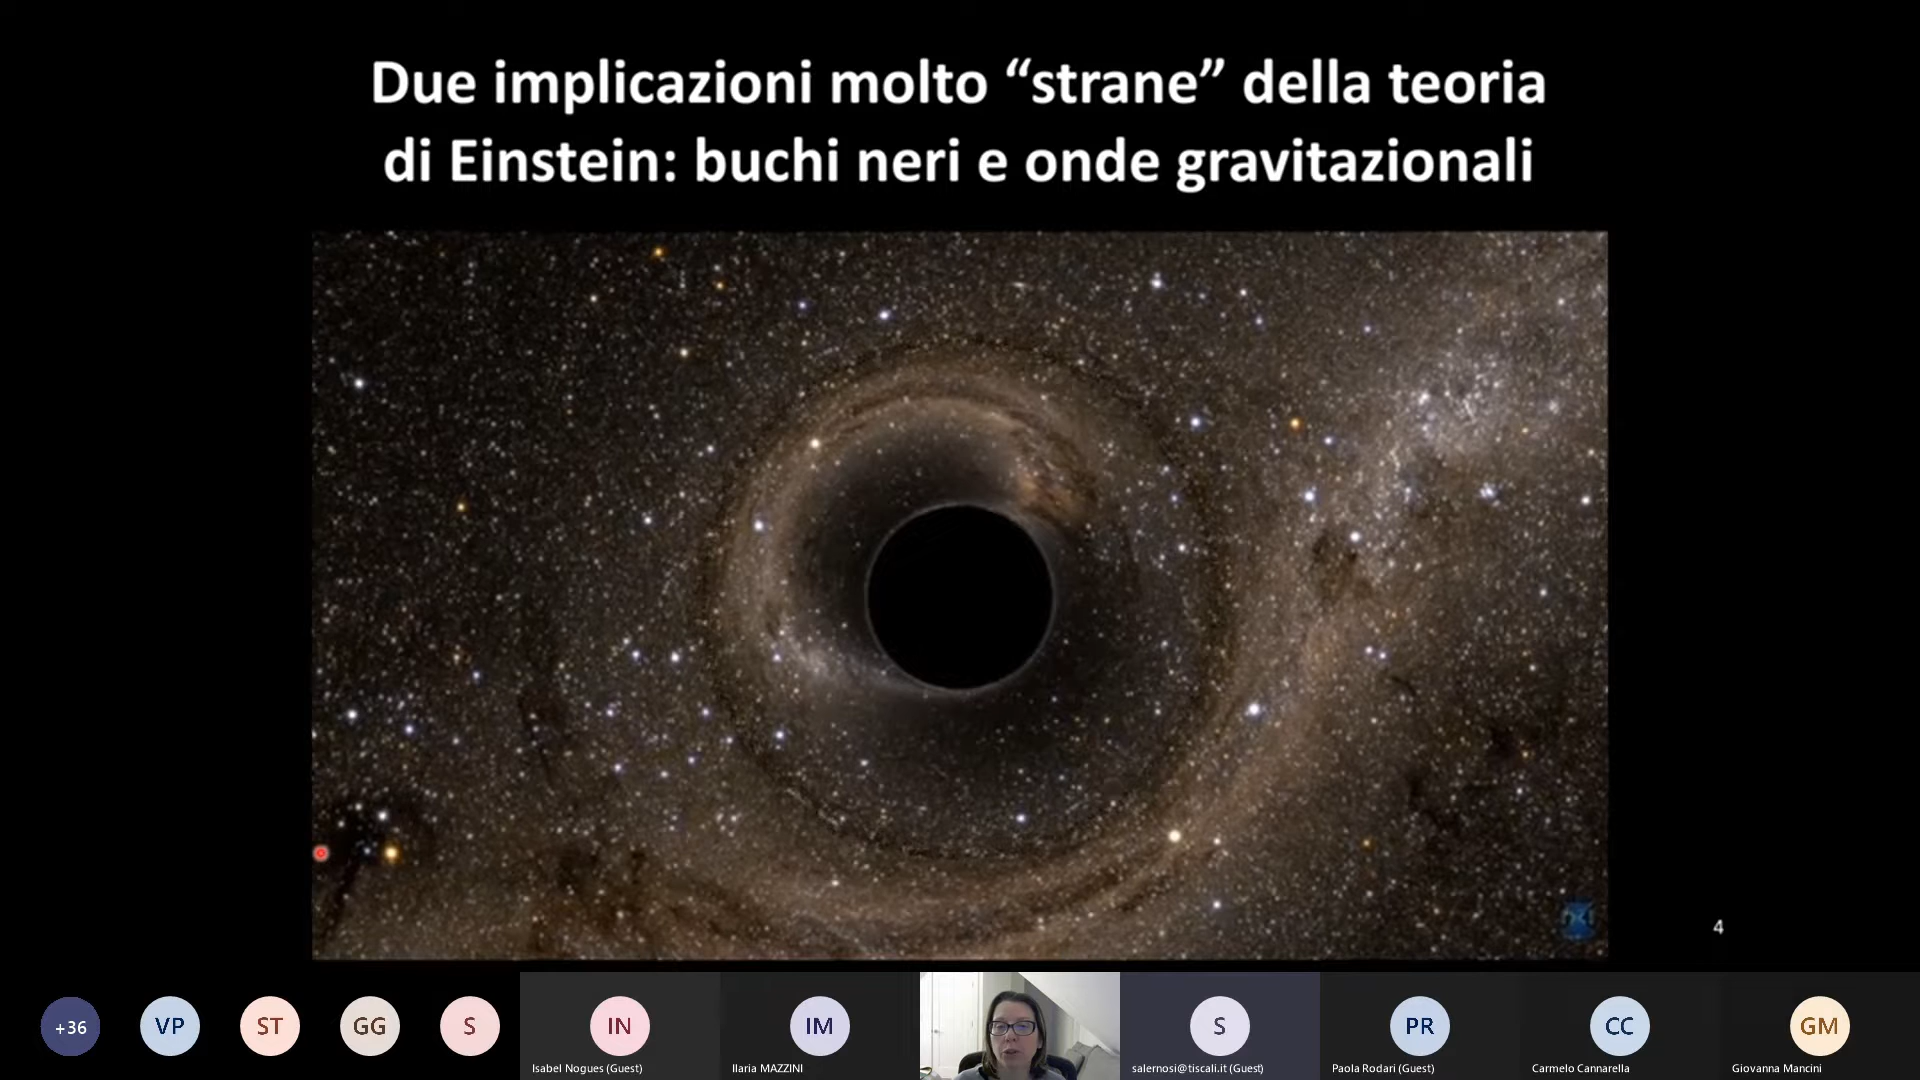 Due implicazioni molto “strane” della teoria
di Einstein: buchi neri e onde gravitazionali
4
+36
VP
ST
GG
S
IN
IM
S
PR
CC
GM
Isabel Nogues (Guest)
Ilaria MAZZINI
salernosi@tiscali.it (Guest)
Paola Rodari (Guest)
Carmelo Cannarella
Giovanna Mancini